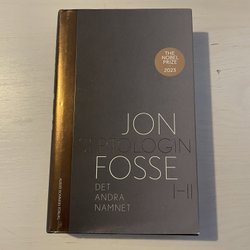 THE
NOBEL
PRIZE
2023
JON
SEPTOLOGIN
FOSSE
I–II
DET
ANDRA
NAMNET